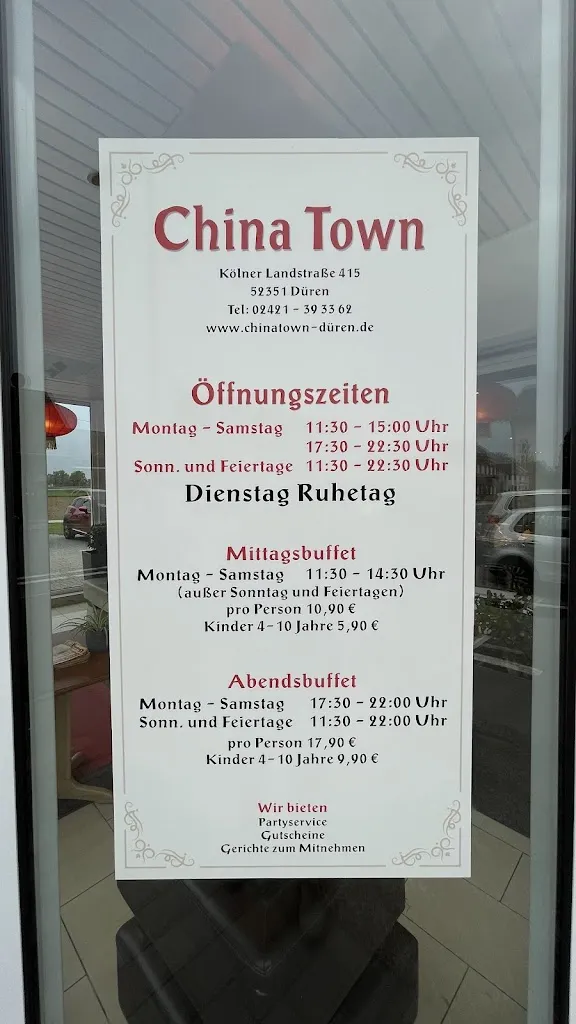 China Town
Kölner Landstraße 415
52351 Düren
Tel: 02421 - 39 33 62
www.chinatown-düren.de
Öffnungszeiten
Montag - Samstag 11:30 - 15:00 Uhr
17:30 - 22:30 Uhr
Sonn. und Feiertage 11:30 - 22:30 Uhr
Dienstag Ruhetag
Mittagsbuffet
Montag - Samstag 11:30 - 14:30 Uhr
(außer Sonntag und Feiertagen)
pro Person 10,90 €
Kinder 4-10 Jahre 5,90 €
Abendsbuffet
Montag - Samstag 17:30 - 22:00 Uhr
Sonn. und Feiertage 11:30 - 22:00 Uhr
pro Person 17,90 €
Kinder 4-10 Jahre 9,90 €
Wir bieten
Partyservice
Gutscheine
Gerichte zum Mitnehmen